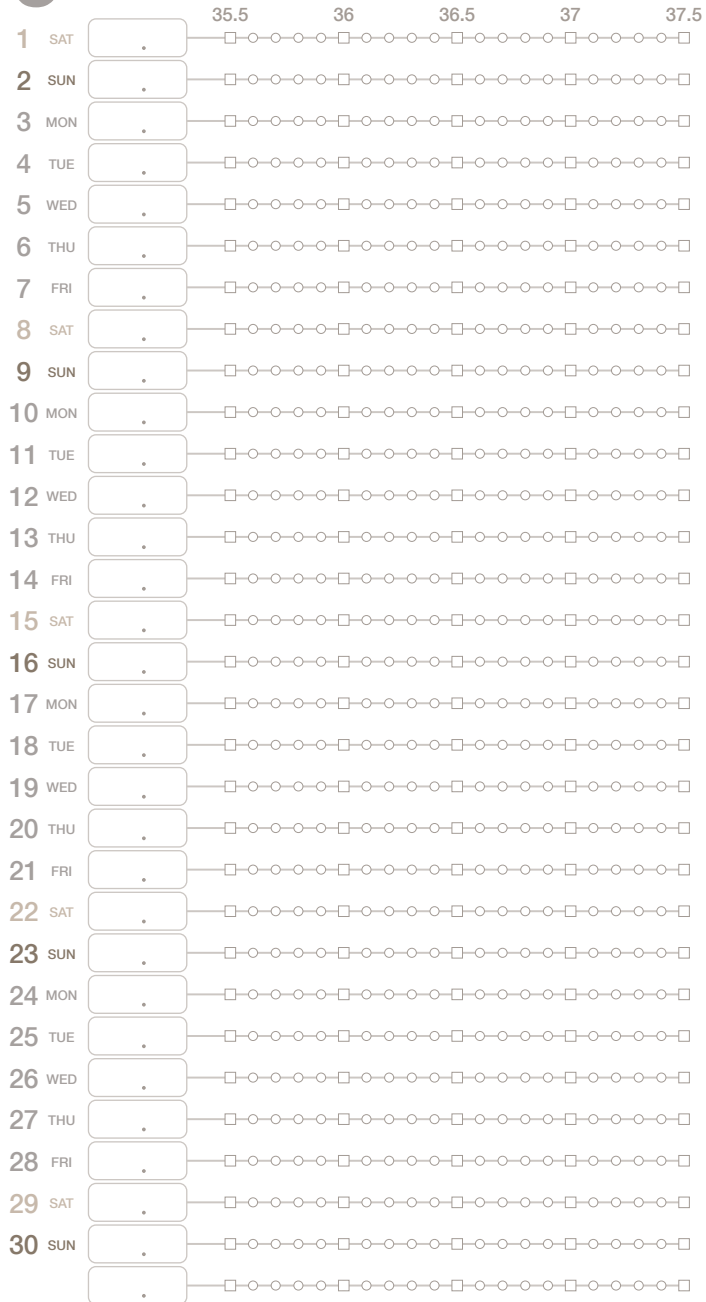 35.5 36 36.5 37 37.5
1 SAT .
2 SUN .
3 MON .
4 TUE .
5 WED .
6 THU .
7 FRI .
8 SAT .
9 SUN .
10 MON .
11 TUE .
12 WED .
13 THU .
14 FRI .
15 SAT .
16 SUN .
17 MON .
18 TUE .
19 WED .
20 THU .
21 FRI .
22 SAT .
23 SUN .
24 MON .
25 TUE .
26 WED .
27 THU .
28 FRI .
29 SAT .
30 SUN .
.